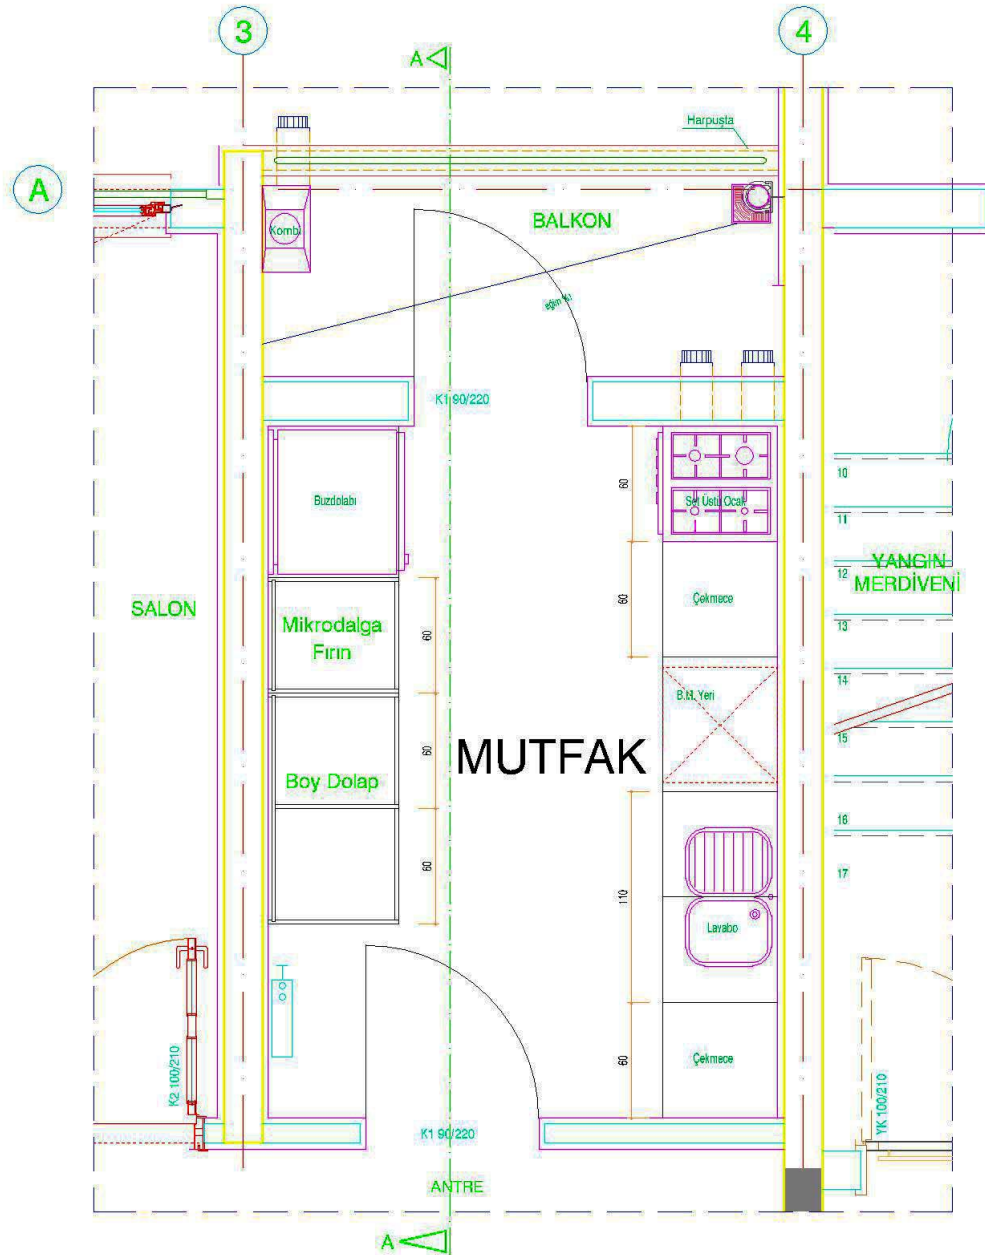 3
4
A
Harpuşta
A
BALKON
Kombi
eğim %1
K1 90/220
Buzdolabı
60
Set Üstü Ocak
10
11
YANGIN
12
MERDİVENİ
SALON
Mikrodalga
Fırın
60
60
Çekmece
13
14
B.M. Yeri
MUTFAK
60
Boy Dolap
15
16
60
110
17
Lavabo
K2 100/210
60
Çekmece
YK 100/210
K1 90/220
ANTRE
A